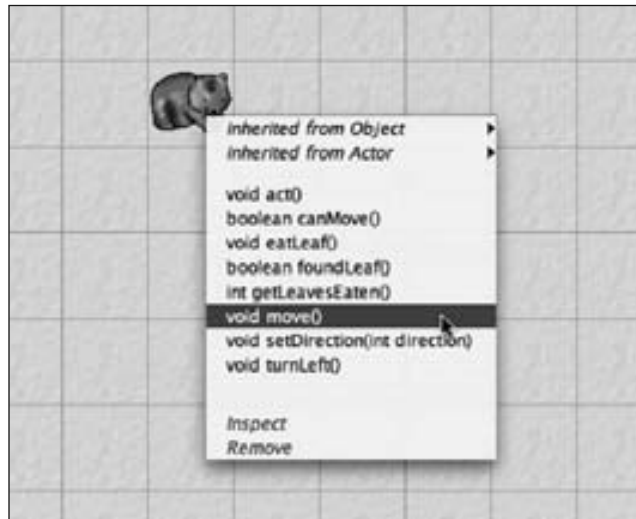 Inherited from Object
Inherited from Actor
void act()
boolean canMove()
void eatLeaf()
boolean foundLeaf()
int getLeavesEaten()
void move()
void setDirection(int direction)
void turnLeft()
Inspect
Remove